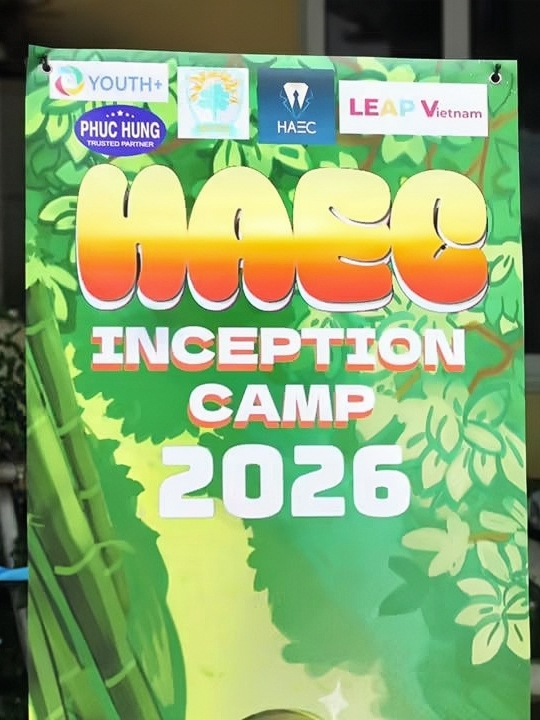 YOUTH+
HAEC
LEAP Vietnam
PHUC HUNG
TRUSTED PARTNER
HAEC
INCEPTION
CAMP
2026